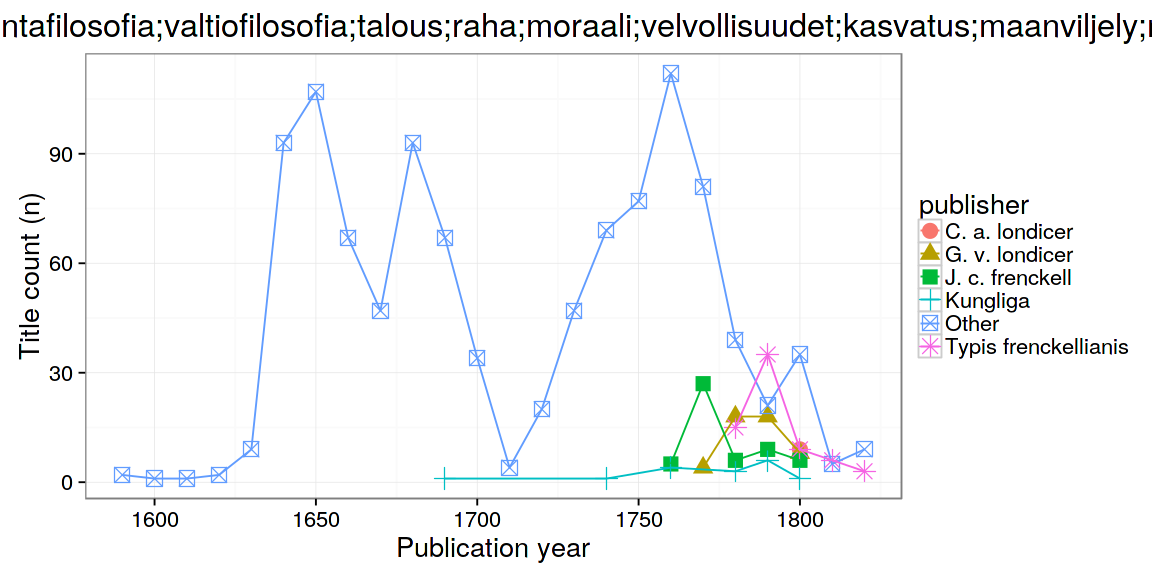 ntafilosofia;valtiofilosofia;talous;raha;moraali;velvollisuudet;kasvatus;maanviljely;
Title count (n)
90
60
30
0
1600 1650 1700 1750 1800
Publication year
publisher
C. a. londicer
G. v. londicer
J. c. frenckell
Kungliga
Other
Typis frenckellianis